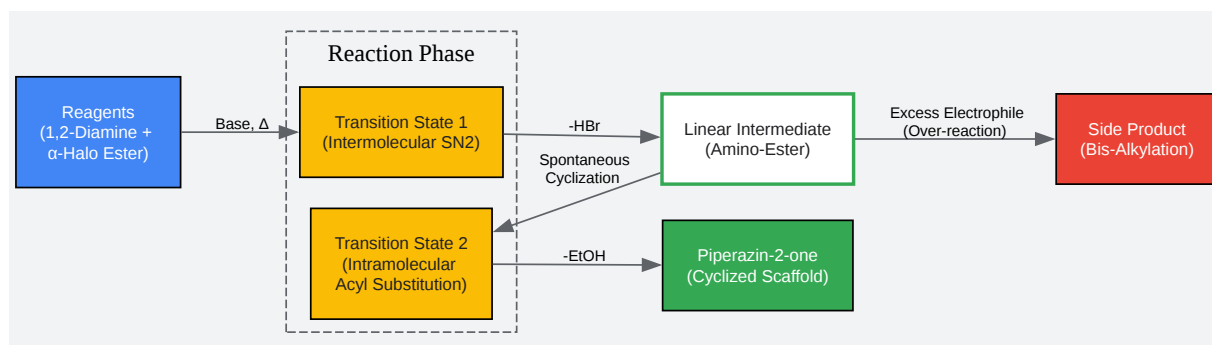 Reaction Phase
Reagents
(1,2-Diamine +
α-Halo Ester)
Base, Δ
Transition State 1
(Intermolecular SN2)
-HBr
Linear Intermediate
(Amino-Ester)
Excess Electrophile
(Over-reaction)
Side Product
(Bis-Alkylation)
Spontaneous
Cyclization
Transition State 2
(Intramolecular
Acyl Substitution)
-EtOH
Piperazin-2-one
(Cyclized Scaffold)